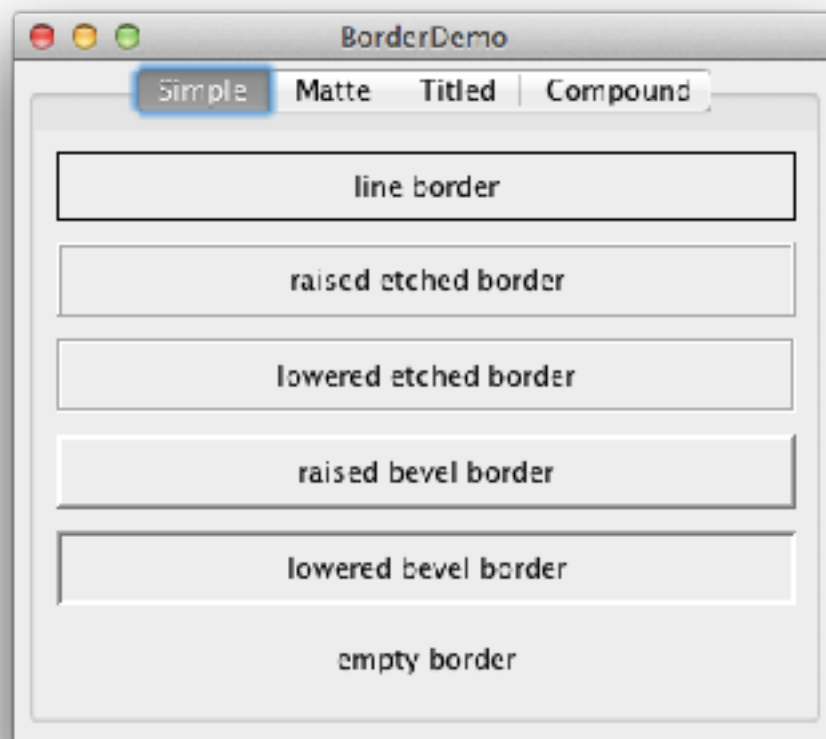 BorderDemo
Simple Matte Titled Compound
line border
raised etched border
lowered etched border
raised bevel border
lowered bevel border
empty border